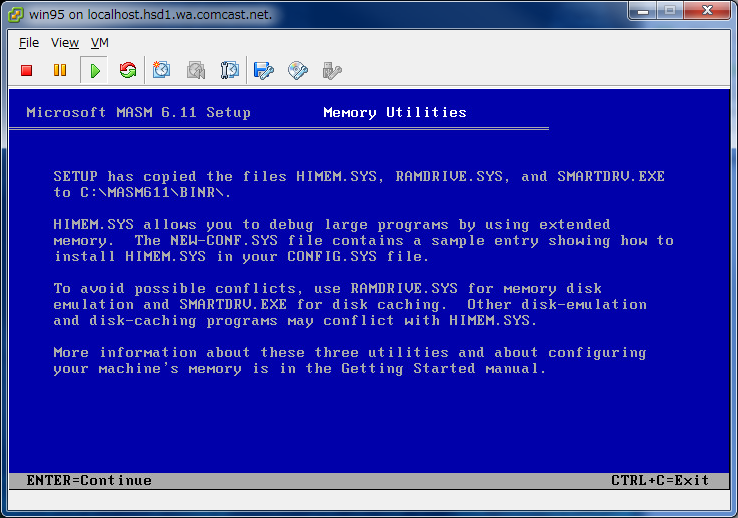 win95 on localhost.hsd1.wa.comcast.net.
File View VM
Microsoft MASM 6.11 Setup Memory Utilities
SETUP has copied the files HIMEM.SYS, RAMDRIVE.SYS, and SMARTDRV.EXE
to C:\MASM611\BINR\.
HIMEM.SYS allows you to debug large programs by using extended
memory.  The NEW-CONF.SYS file contains a sample entry showing how to
install HIMEM.SYS in your CONFIG.SYS file.
To avoid possible conflicts, use RAMDRIVE.SYS for memory disk
emulation and SMARTDRV.EXE for disk caching.  Other disk-emulation
and disk-caching programs may conflict with HIMEM.SYS.
More information about these three utilities and about configuring
your machine's memory is in the Getting Started manual.
ENTER=Continue CTRL+C=Exit